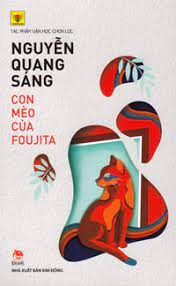 TÁC PHẨM VĂN HỌC CHỌN LỌC
NGUYỄN
QUANG
SÁNG
CON
MÈO
CỦA
FOUJITA
NHÀ XUẤT BẢN KIM ĐỒNG